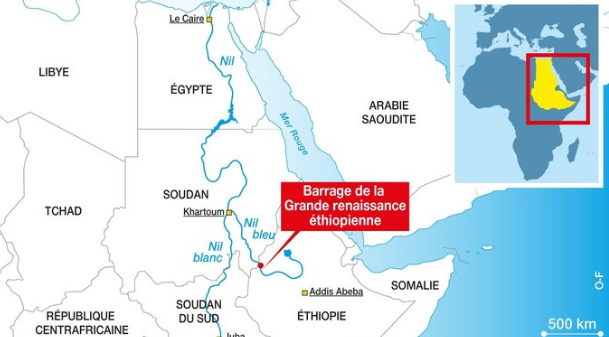 Le Caire
LIBYE
Nil
ÉGYPTE
Mer Rouge
ARABIE
SAOUDITE
SOUDAN
Barrage de la
Grande renaissance
éthiopienne
TCHAD
Khartoum
Nil
bleu
Nil
blanc
Addis Abeba
SOMALIE
SOUDAN
DU SUD
ÉTHIOPIE
RÉPUBLIQUE
CENTRAFRICAINE
Juba
O-F
500 km